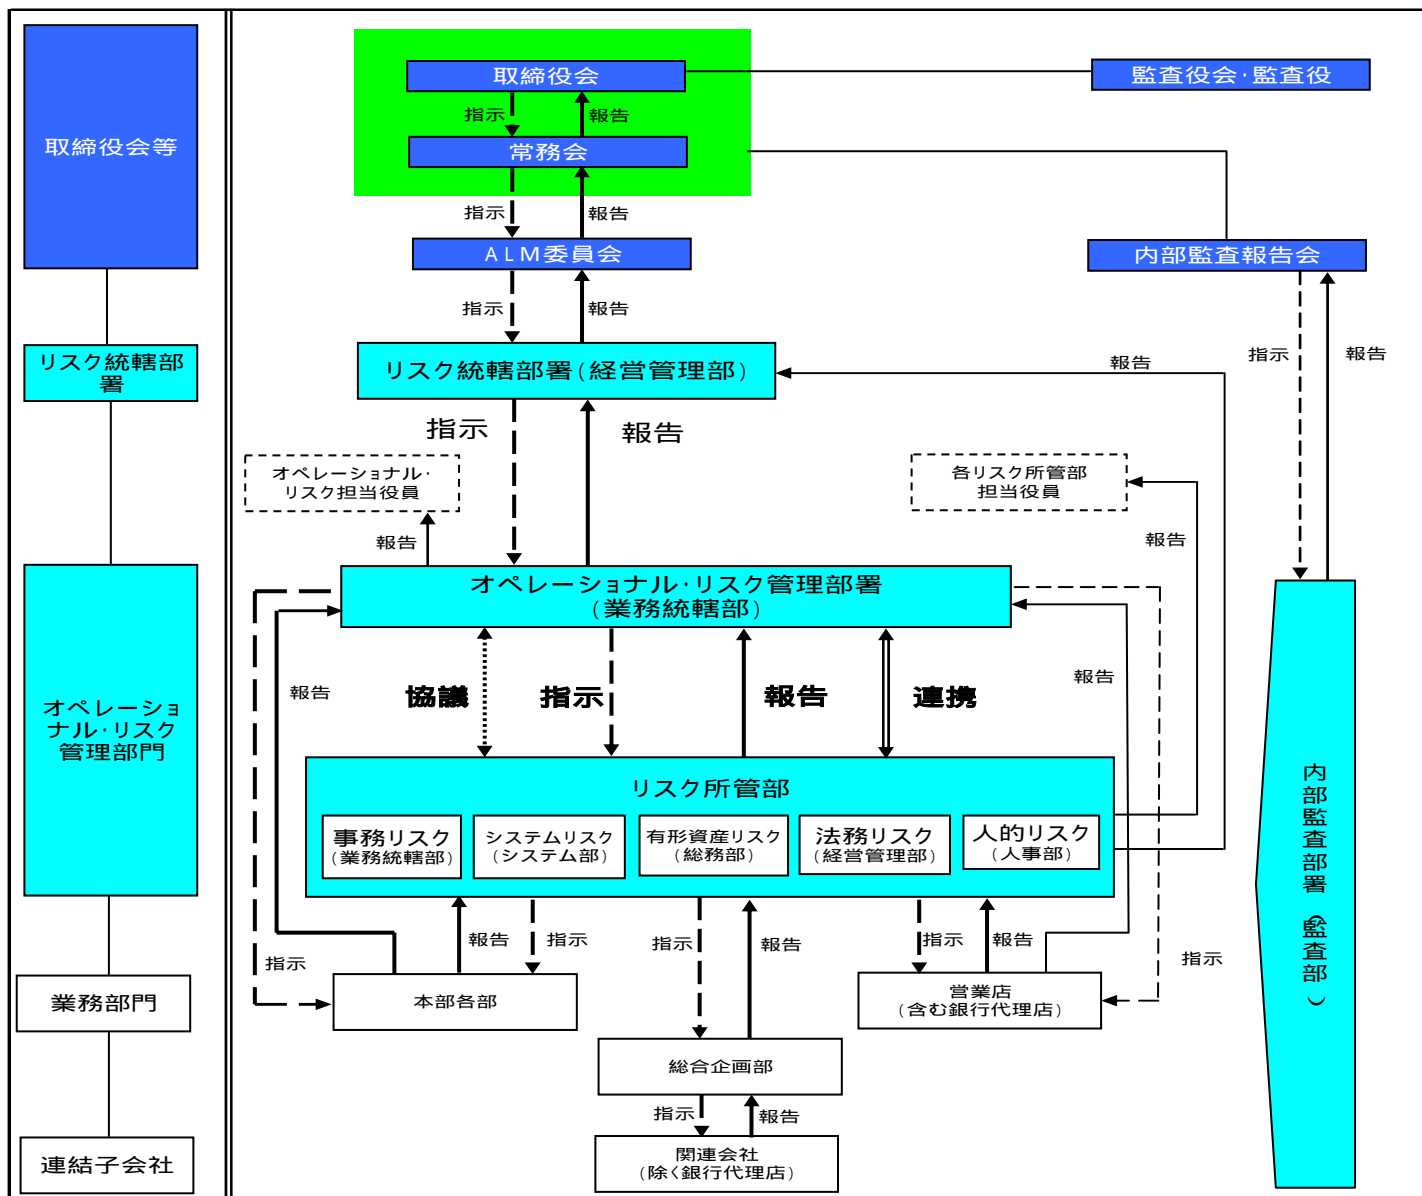 取締役会等
リスク統轄部
署
オペレーショ
ナル・リスク
管理部門
業務部門
連結子会社
取締役会
監査役会・監査役
指示
報告
常務会
指示
報告
ALM委員会
内部監査報告会
指示
報告
指示
報告
リスク統轄部署(経営管理部)
報告
指示
報告
オペレーショナル・
リスク担当役員
各リスク所管部
担当役員
報告
報告
オペレーショナル・リスク管理部署
(業務統轄部)
報告
協議
指示
報告
連携
報告
リスク所管部
事務リスク
(業務統轄部)
システムリスク
(システム部)
有形資産リスク
(総務部)
法務リスク
(経営管理部)
人的リスク
(人事部)
内部監査部署(監査部)
報告
指示
指示
報告
指示
報告
指示
指示
本部各部
営業店
(含む銀行代理店)
総合企画部
指示
報告
関連会社
(除く銀行代理店)